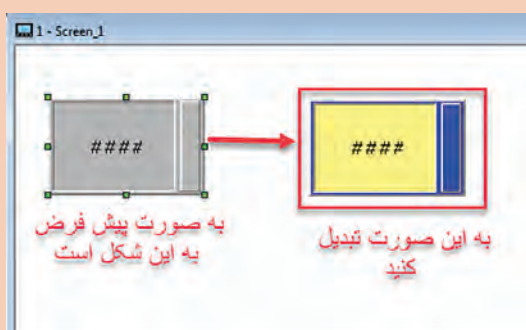 1 - Screen_1
####
####
به صورت پیش فرض
به این شکل است
به این صورت تبدیل
کنید